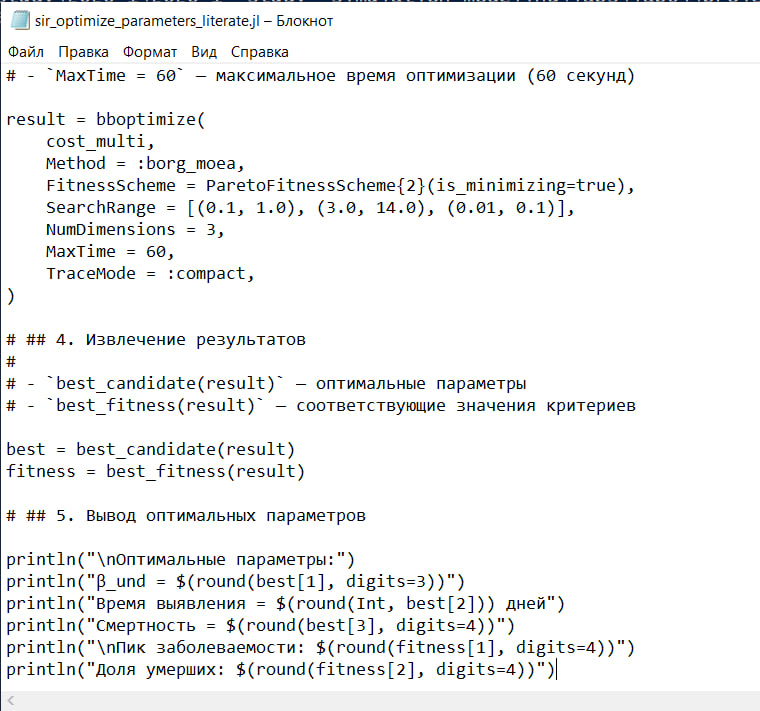 sir_optimize_parameters_literate.jl – Блокнот
Файл Правка Формат Вид Справка
# - `MaxTime = 60` — максимальное время оптимизации (60 секунд)
result = bboptimize(
    cost_multi,
    Method = :borg_moea,
    FitnessScheme = ParetoFitnessScheme{2}(is_minimizing=true),
    SearchRange = [(0.1, 1.0), (3.0, 14.0), (0.01, 0.1)],
    NumDimensions = 3,
    MaxTime = 60,
    TraceMode = :compact,
)
# ## 4. Извлечение результатов
#
# - `best_candidate(result)` — оптимальные параметры
# - `best_fitness(result)` — соответствующие значения критериев
best = best_candidate(result)
fitness = best_fitness(result)
# ## 5. Вывод оптимальных параметров
println("\nОптимальные параметры:")
println("β_und = $(round(best[1], digits=3))")
println("Время выявления = $(round(Int, best[2])) дней")
println("Смертность = $(round(best[3], digits=4))")
println("\nПик заболеваемости: $(round(fitness[1], digits=4))")
println("Доля умерших: $(round(fitness[2], digits=4))")